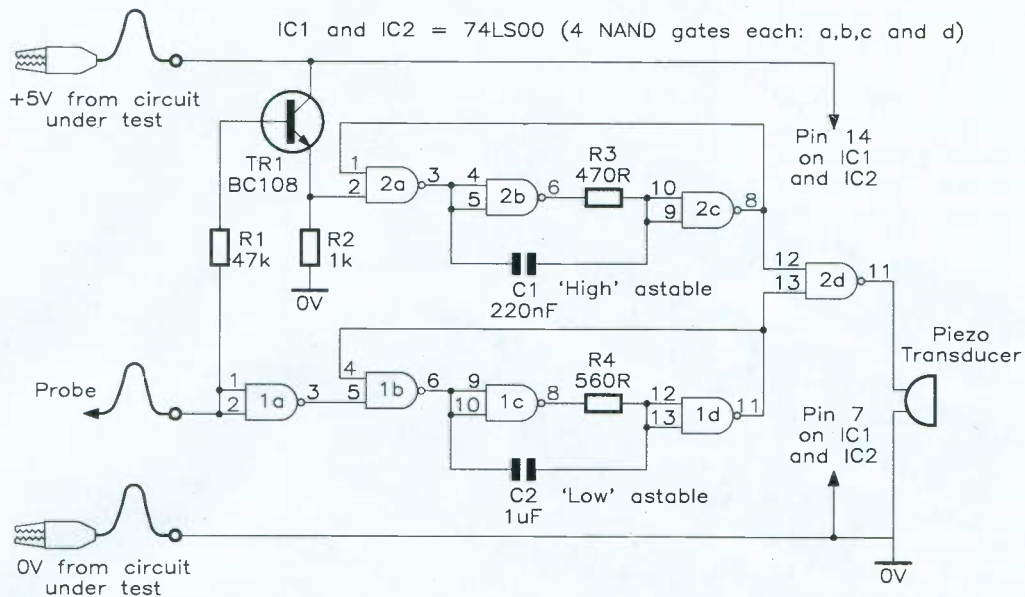 IC1 and IC2 = 74LS00 (4 NAND gates each: a,b,c and d)
+5V from circuit
under test
TR1
BC108
Pin 14
on IC1
and IC2
1
2
2a
3
4
5
2b
6
R3
470R
10
9
2c
8
R1
47k
R2
1k
0V
C1
220nF
'High' astable
12
13
2d
11
Piezo
Transducer
Probe
1
2
1a
3
4
5
1b
6
9
10
1c
8
R4
560R
12
13
1d
11
C2
1uF
'Low' astable
Pin 7
on IC1
and IC2
0V from circuit
under test
0V